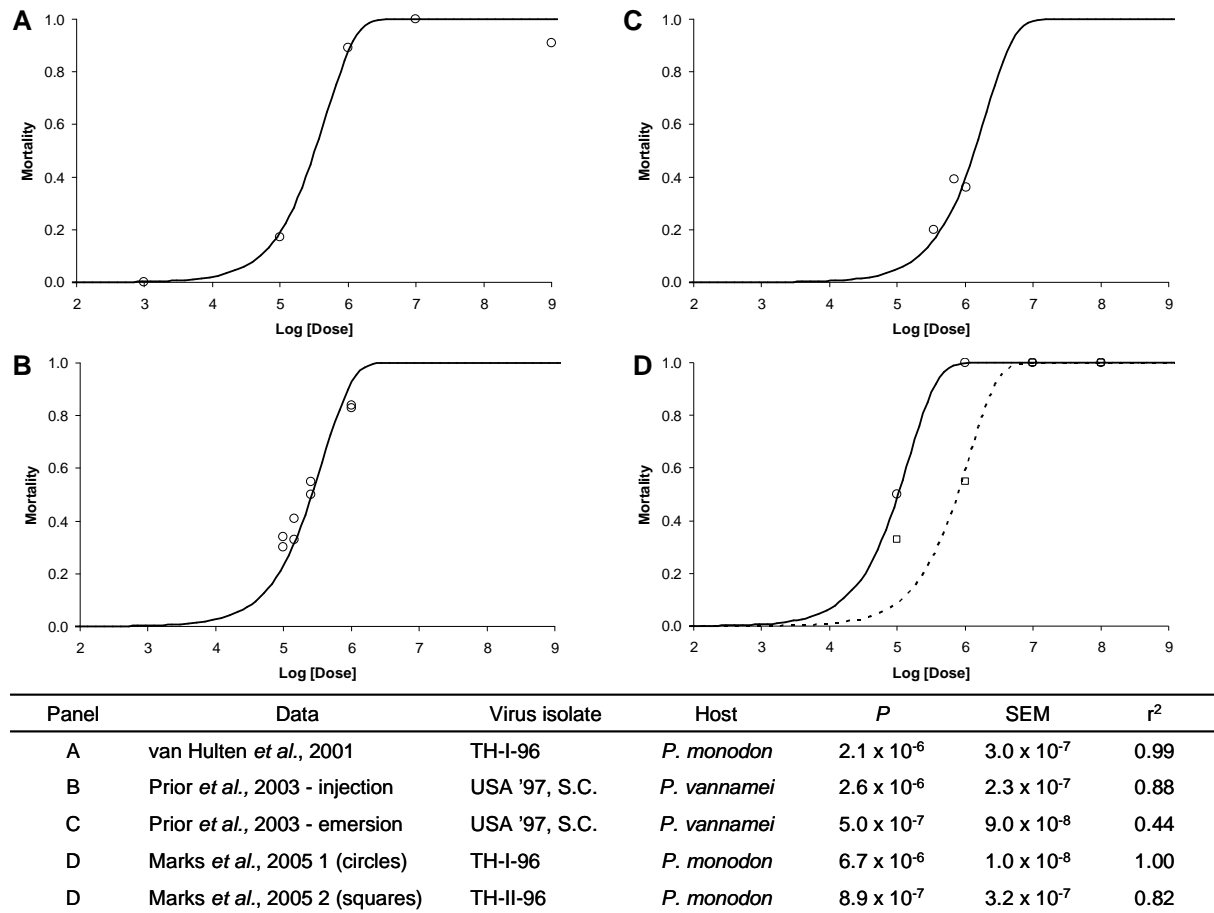 A
Mortality
1.0
0.8
0.6
0.4
0.2
0.0
2 3 4 5 6 7 8 9
Log [Dose]
C
Mortality
1.0
0.8
0.6
0.4
0.2
0.0
2 3 4 5 6 7 8 9
Log [Dose]
B
Mortality
1.0
0.8
0.6
0.4
0.2
0.0
2 3 4 5 6 7 8 9
Log [Dose]
D
Mortality
1.0
0.8
0.6
0.4
0.2
0.0
2 3 4 5 6 7 8 9
Log [Dose]
Panel Data Virus isolate Host P SEM r²
A van Hulten et al., 2001 TH-I-96 P. monodon 2.1 x 10⁻⁶ 3.0 x 10⁻⁷ 0.99
B Prior et al., 2003 - injection USA '97, S.C. P. vannamei 2.6 x 10⁻⁶ 2.3 x 10⁻⁷ 0.88
C Prior et al., 2003 - emersion USA '97, S.C. P. vannamei 5.0 x 10⁻⁷ 9.0 x 10⁻⁸ 0.44
D Marks et al., 2005 1 (circles) TH-I-96 P. monodon 6.7 x 10⁻⁶ 1.0 x 10⁻⁸ 1.00
D Marks et al., 2005 2 (squares) TH-II-96 P. monodon 8.9 x 10⁻⁷ 3.2 x 10⁻⁷ 0.82